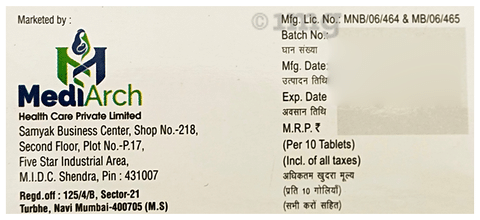 Marketed by :
MediArch
Health Care Private Limited
Samyak Business Center, Shop No.-218,
Second Floor, Plot No.-P.17,
Five Star Industrial Area,
M.I.D.C. Shendra, Pin : 431007
Regd.off : 125/4/B, Sector-21
Turbhe, Navi Mumbai-400705 (M.S)
Mfg. Lic. No.: MNB/06/464 & MB/06/465
Batch No.:
घान संख्या
Mfg. Date:
उत्पादन तिथि
Exp. Date
अवसान तिथि
M.R.P. ₹
(Per 10 Tablets)
(Incl. of all taxes)
अधिकतम खुदरा मूल्य
(प्रति 10 गोलियाँ)
(सभी करों सहित)